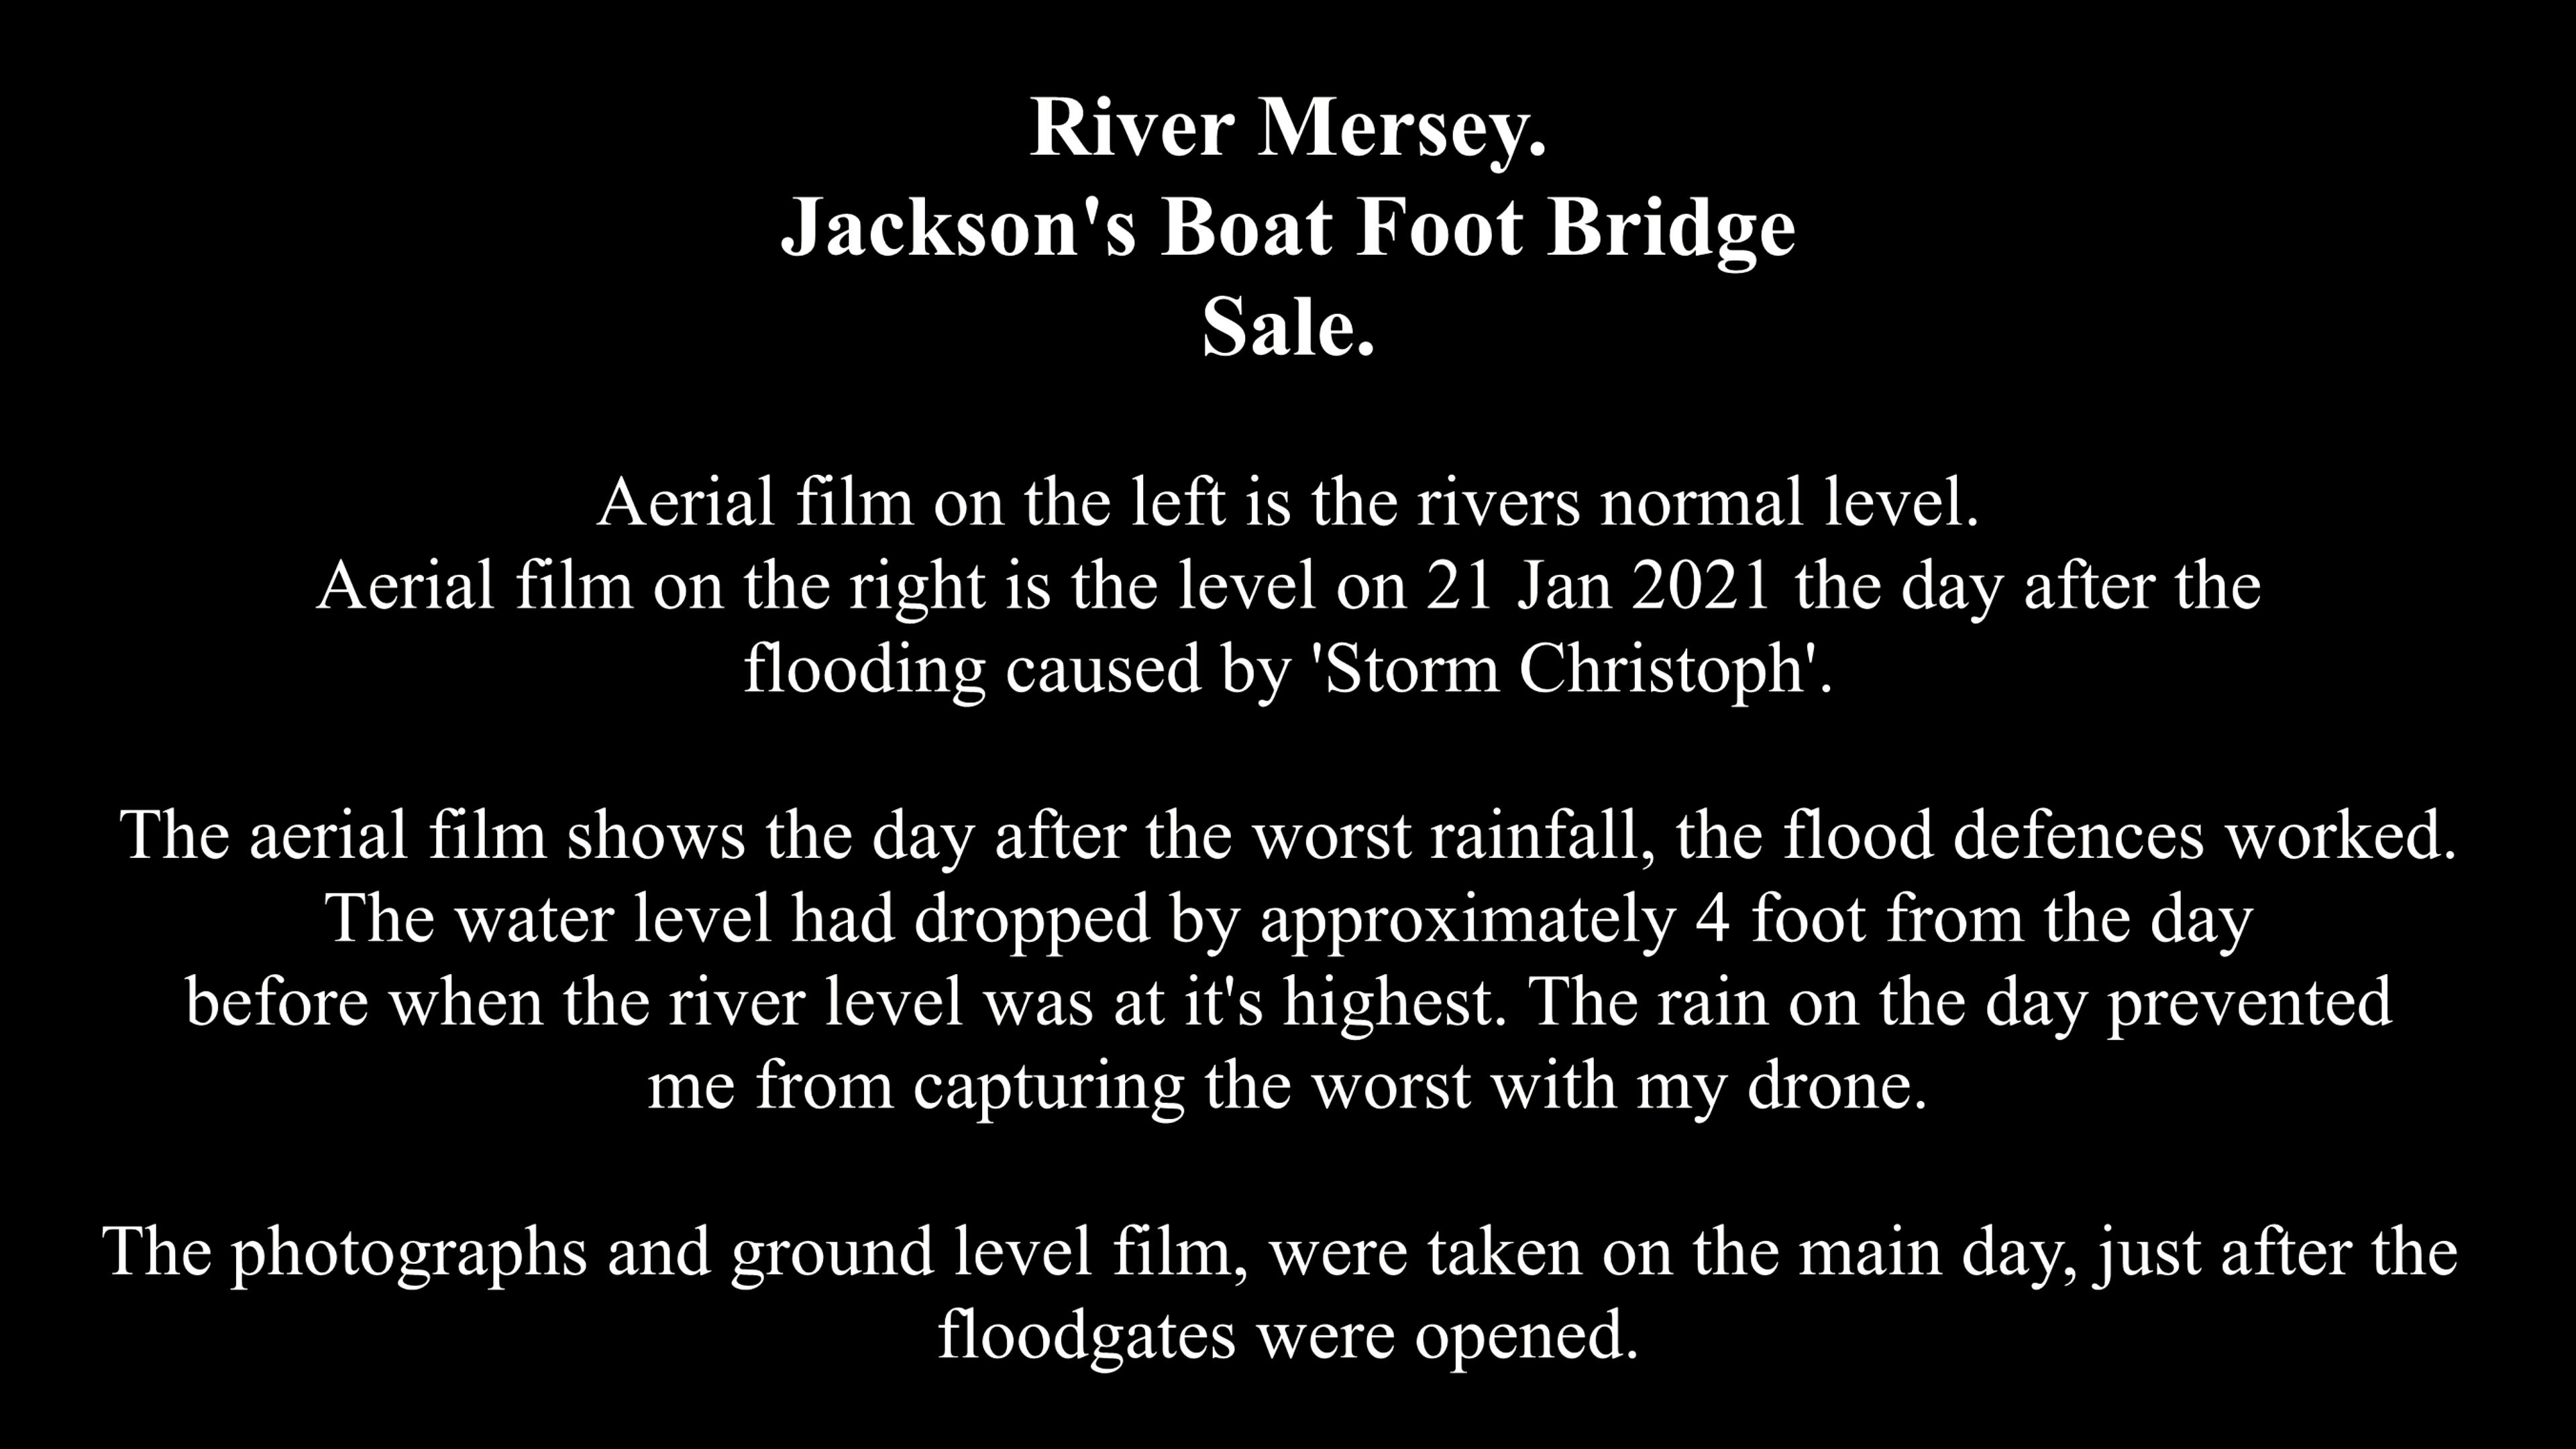 River Mersey.
Jackson's Boat Foot Bridge
Sale.
Aerial film on the left is the rivers normal level.
Aerial film on the right is the level on 21 Jan 2021 the day after the
flooding caused by 'Storm Christoph'.
The aerial film shows the day after the worst rainfall, the flood defences worked.
The water level had dropped by approximately 4 foot from the day
before when the river level was at it's highest. The rain on the day prevented
me from capturing the worst with my drone.
The photographs and ground level film, were taken on the main day, just after the
floodgates were opened.